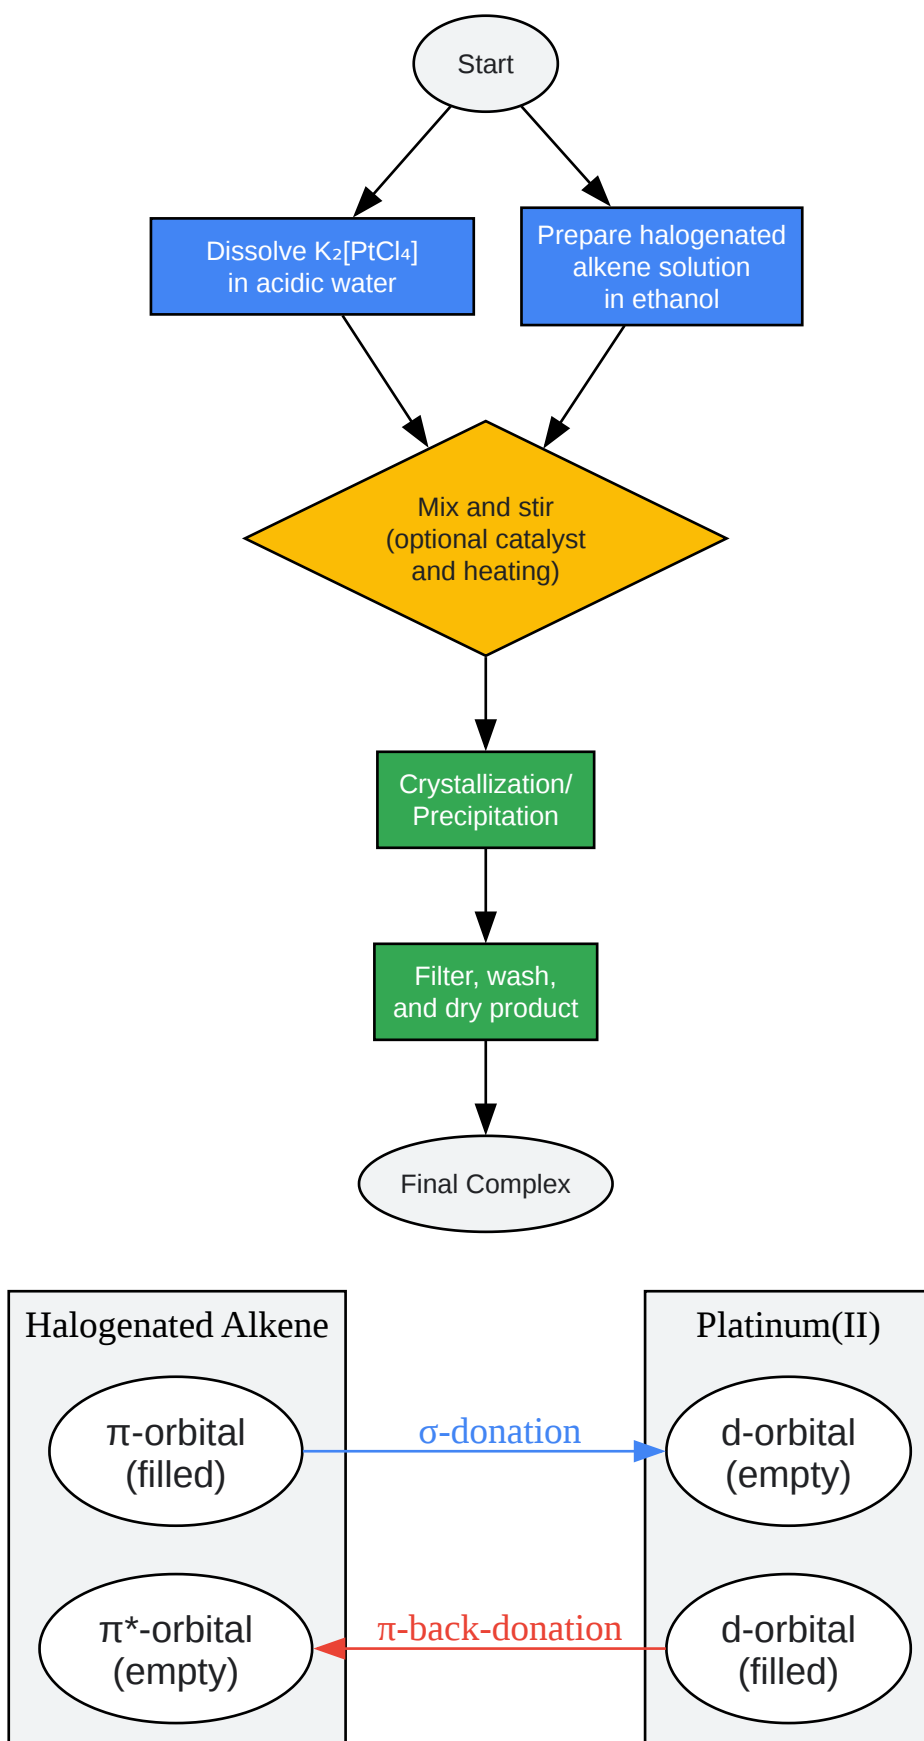 Start
Dissolve K₂[PtCl₄]
in acidic water
Prepare halogenated
alkene solution
in ethanol
Mix and stir
(optional catalyst
and heating)
Crystallization/
Precipitation
Filter, wash,
and dry product
Final Complex
Halogenated Alkene
Platinum(II)
π-orbital
(filled)
σ-donation
d-orbital
(empty)
π*-orbital
(empty)
π-back-donation
d-orbital
(filled)